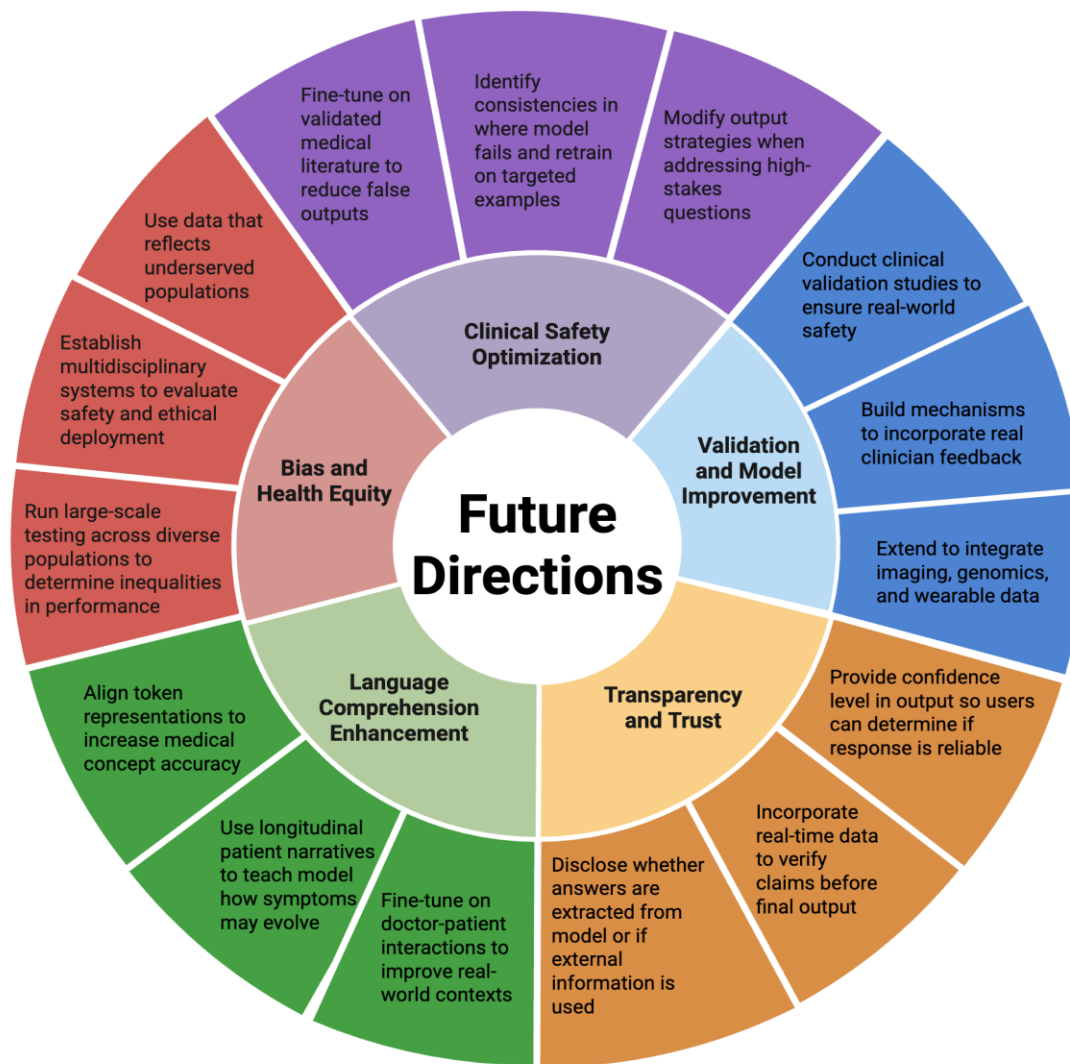 Future
Directions
Clinical Safety
Optimization
Fine-tune on
validated
medical
literature to
reduce false
outputs
Identify
consistencies in
where model
fails and retrain
on targeted
examples
Modify output
strategies when
addressing high-
stakes
questions
Validation
and Model
Improvement
Conduct clinical
validation studies to
ensure real-world
safety
Build mechanisms
to incorporate real
clinician feedback
Extend to integrate
imaging, genomics,
and wearable data
Transparency
and Trust
Provide confidence
level in output so users
can determine if
response is reliable
Incorporate
real-time data
to verify
claims before
final output
Disclose whether
answers are
extracted from
model or if
external
information is
used
Language
Comprehension
Enhancement
Fine-tune on
doctor-patient
interactions to
improve real-
world contexts
Use longitudinal
patient narratives
to teach model
how symptoms
may evolve
Align token
representations to
increase medical
concept accuracy
Bias and
Health Equity
Run large-scale
testing across diverse
populations to
determine inequalities
in performance
Establish
multidisciplinary
systems to evaluate
safety and ethical
deployment
Use data that
reflects
underserved
populations